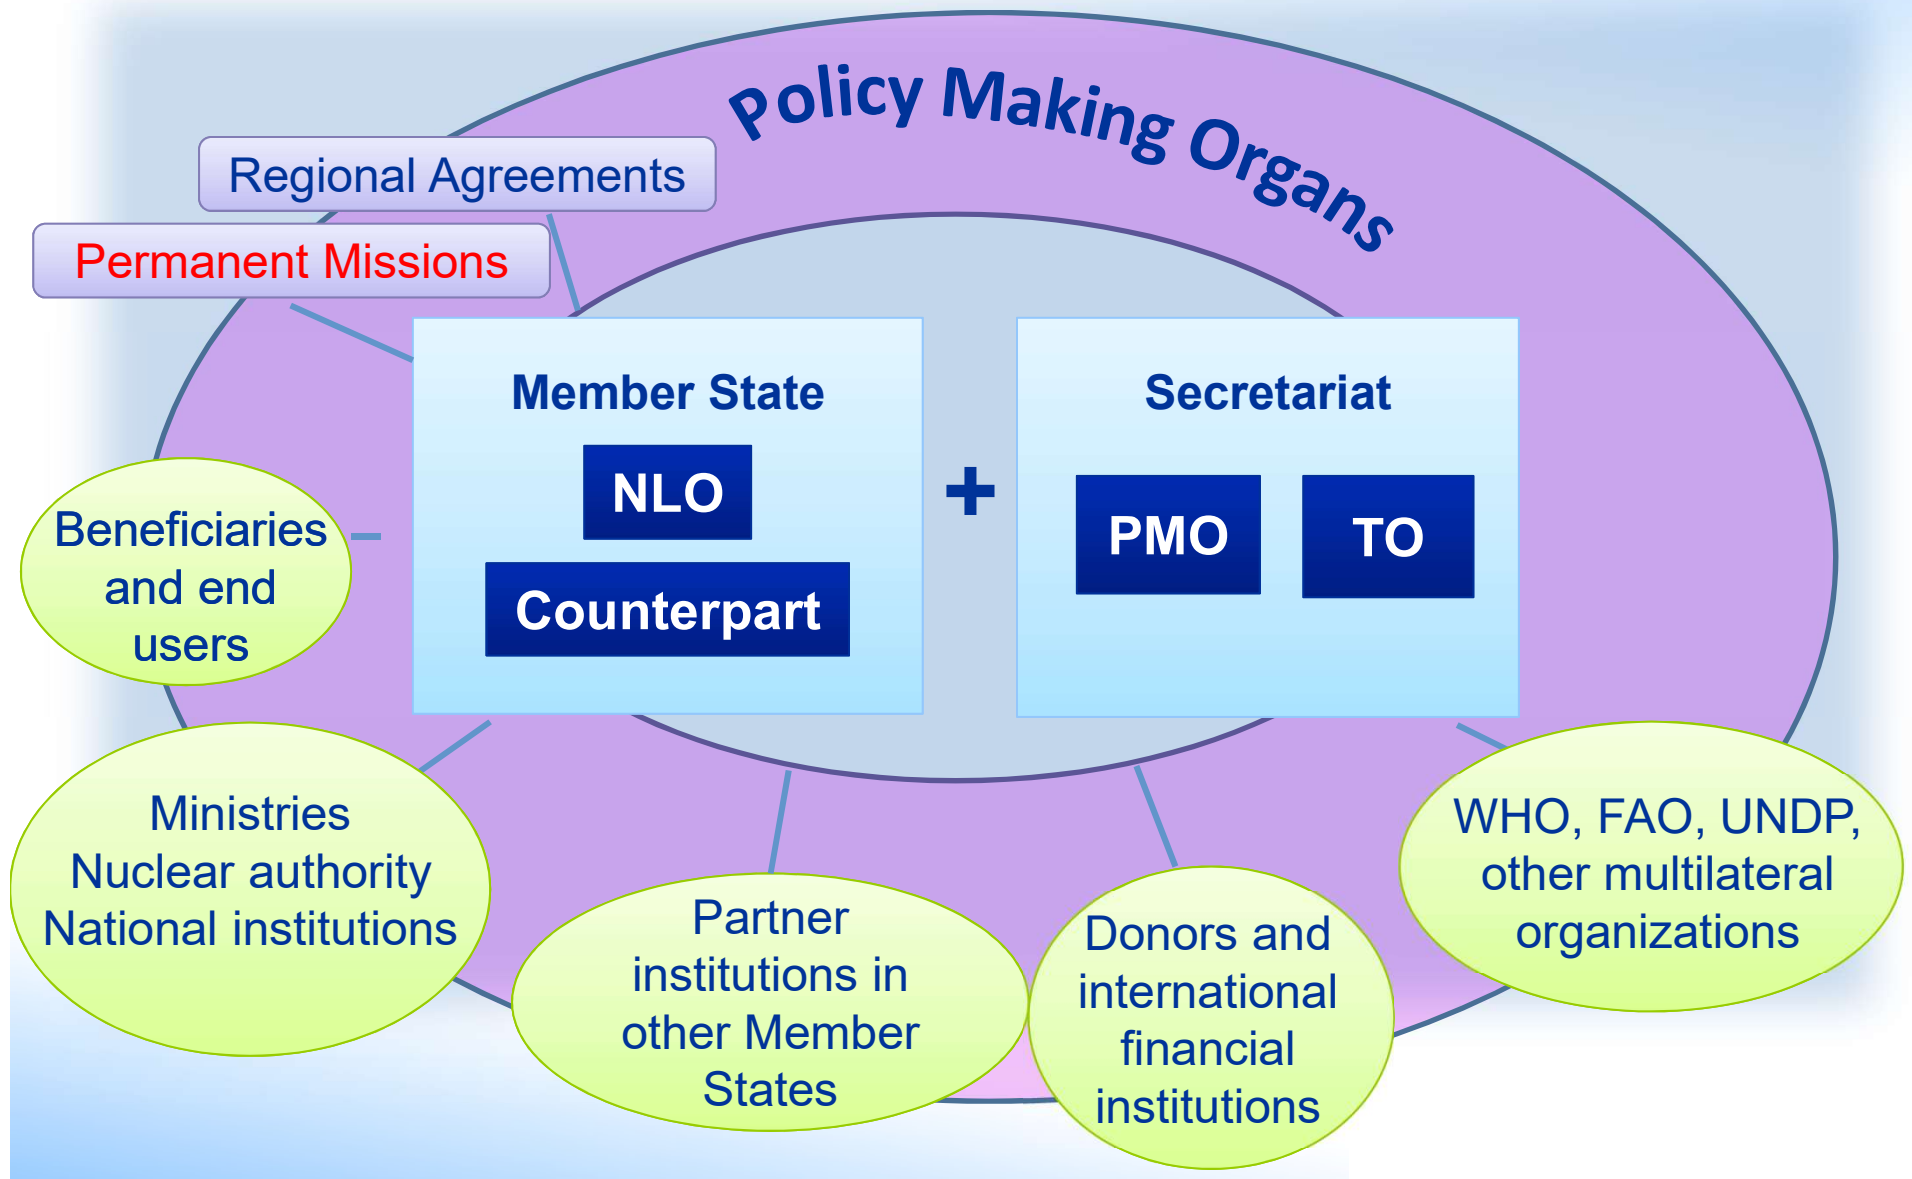 Policy Making Organs
Regional Agreements
Permanent Missions
Member State
NLO
Counterpart
+
Secretariat
PMO
TO
Beneficiaries
and end
users
Ministries
Nuclear authority
National institutions
Partner
institutions in
other Member
States
Donors and
international
financial
institutions
WHO, FAO, UNDP,
other multilateral
organizations